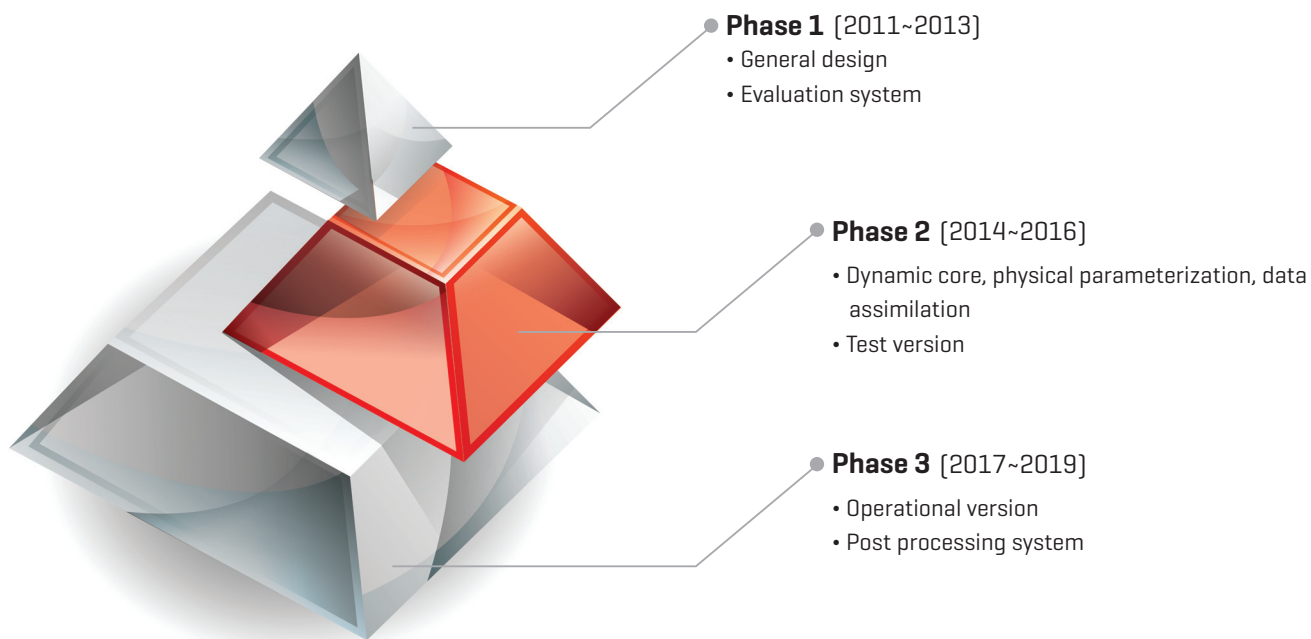 Phase 1 (2011~2013)
• General design
• Evaluation system
Phase 2 (2014~2016)
• Dynamic core, physical parameterization, data
assimilation
• Test version
Phase 3 (2017~2019)
• Operational version
• Post processing system